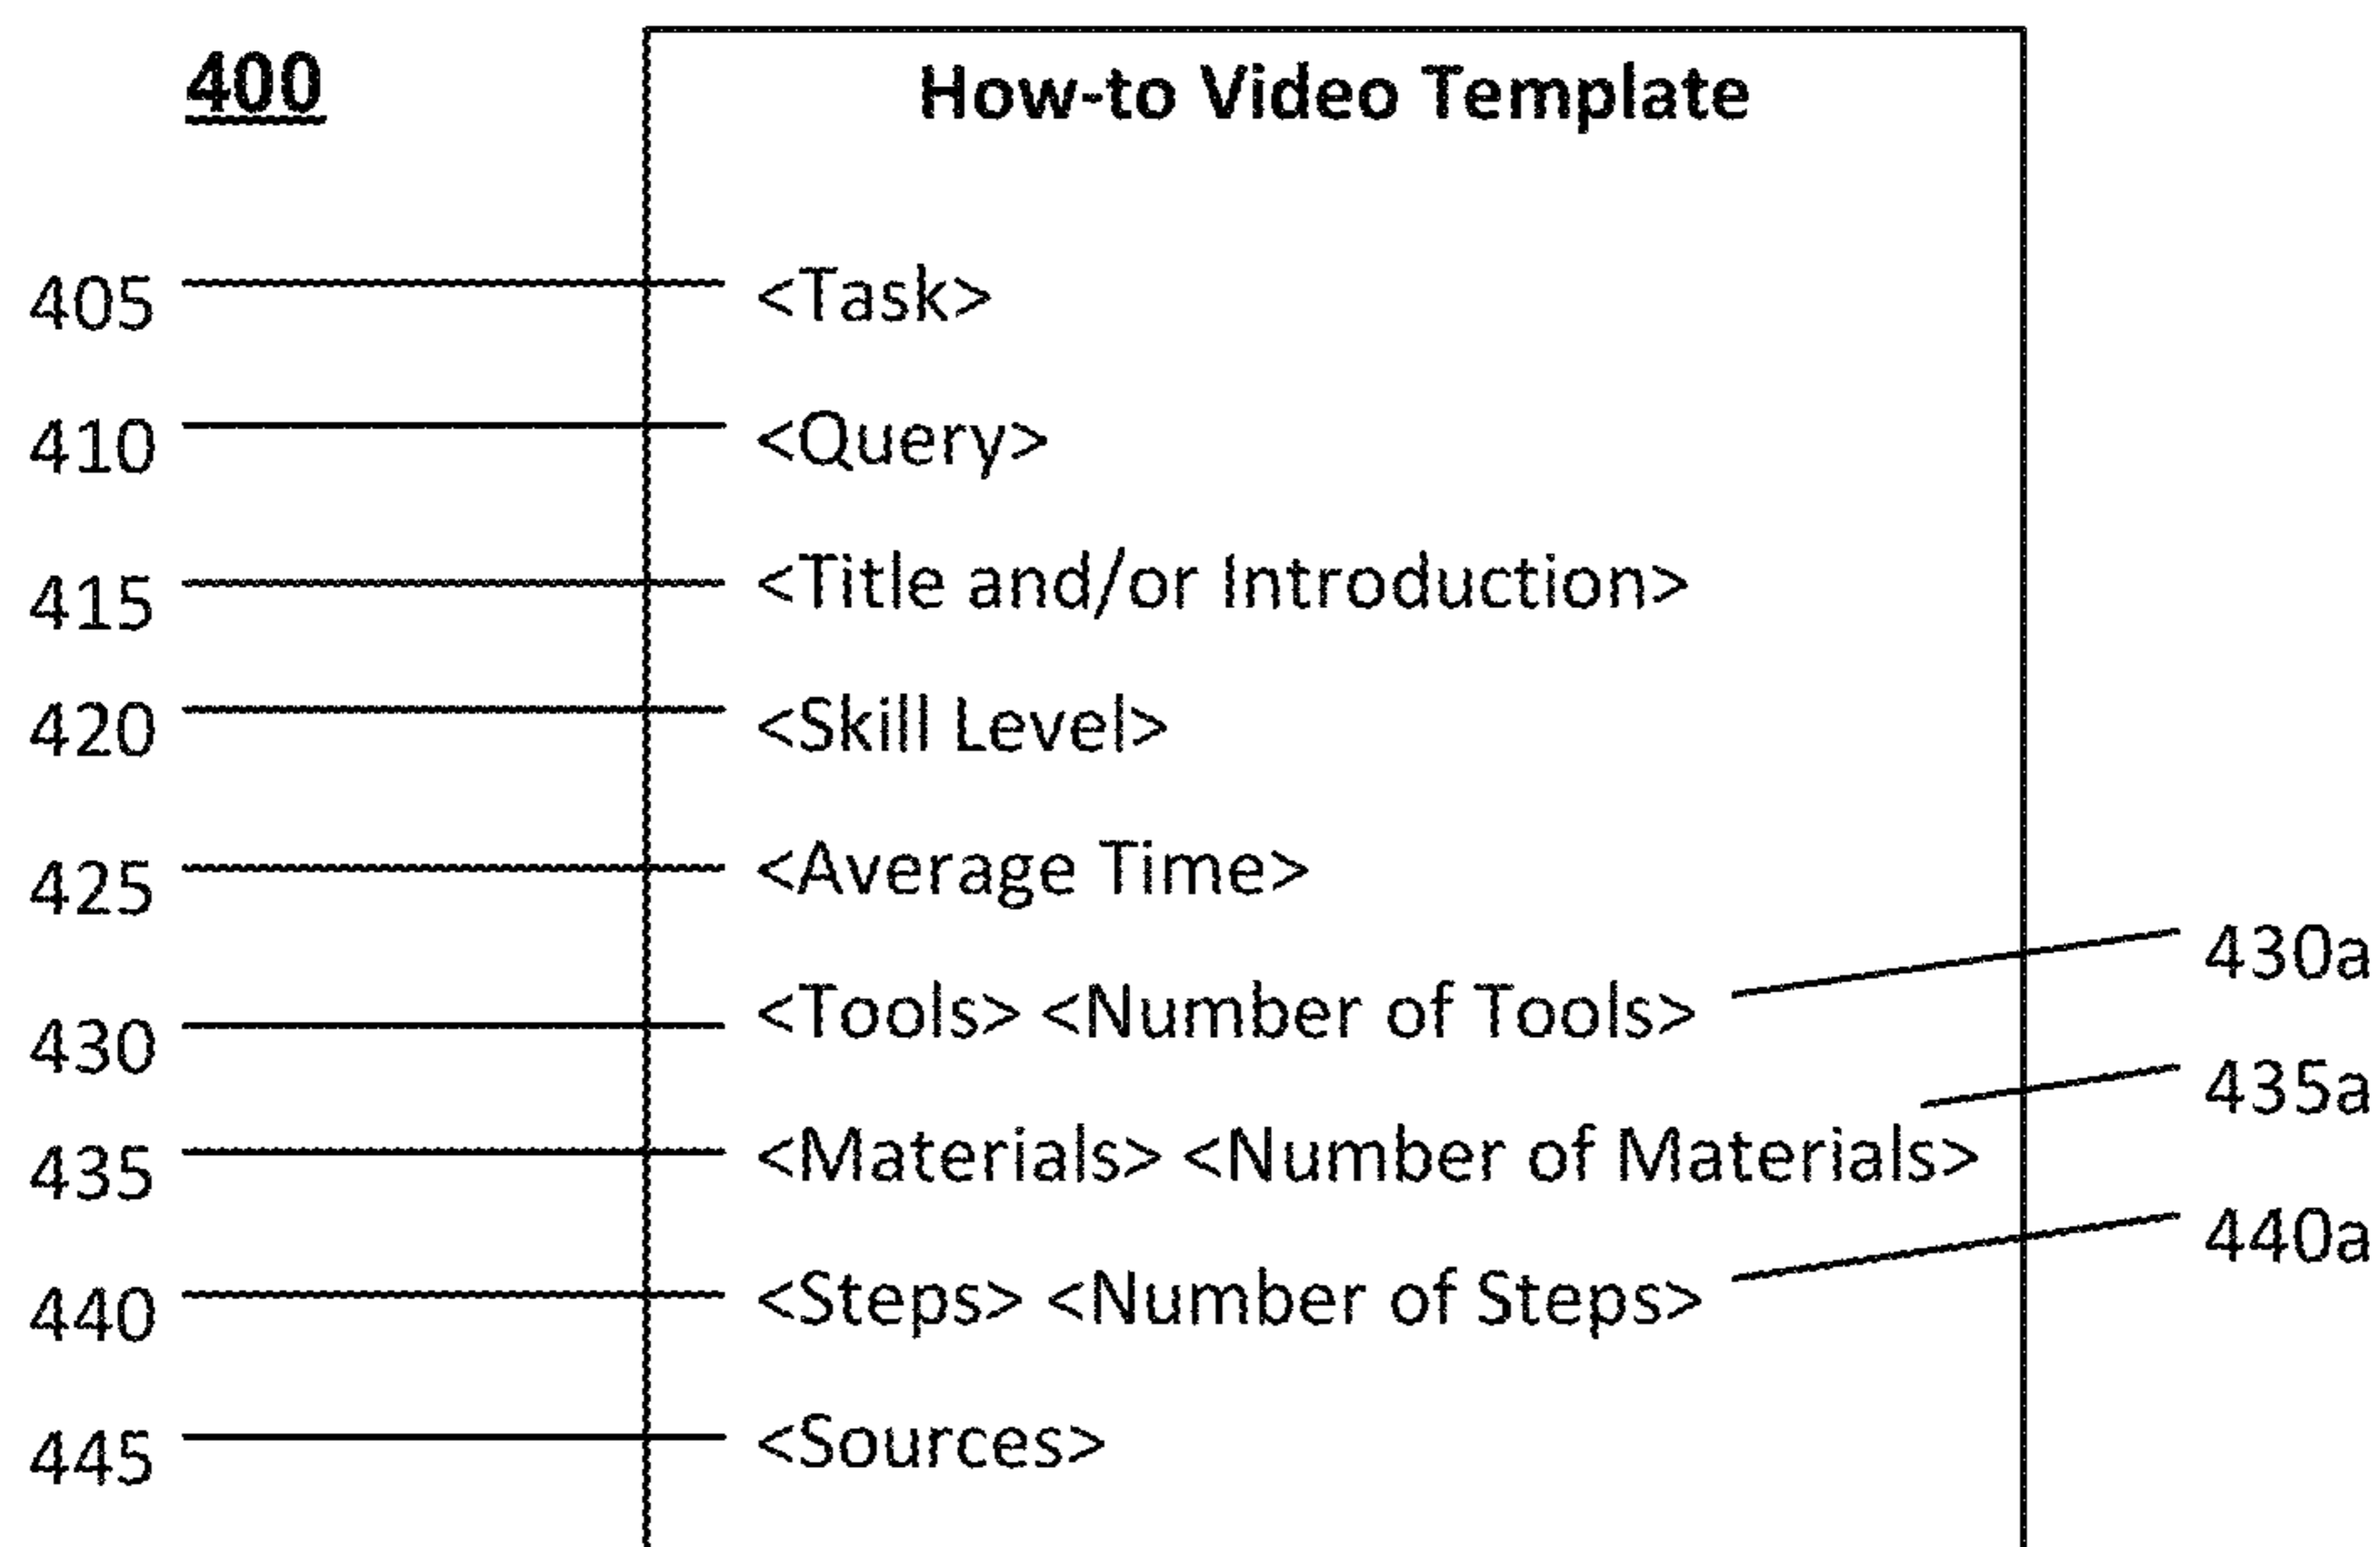 400 How-to Video Template
405 <Task>
410 <Query>
415 <Title and/or Introduction>
420 <Skill Level>
425 <Average Time>
430 <Tools> <Number of Tools> 430a
435 <Materials> <Number of Materials> 435a
440 <Steps> <Number of Steps> 440a
445 <Sources>